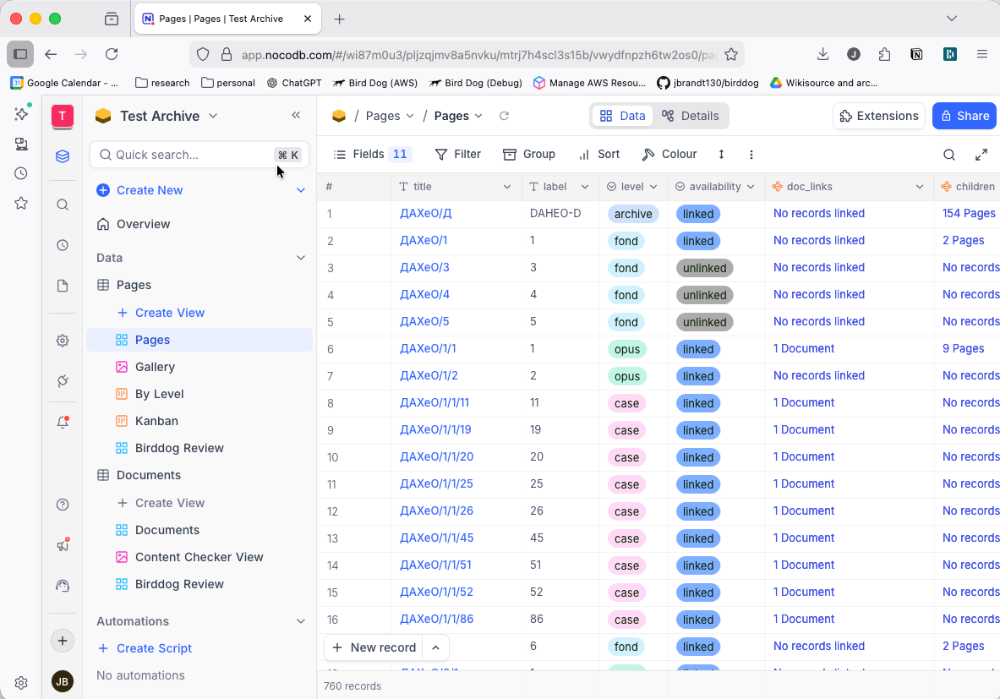 Pages | Pages | Test Archive
app.nocodb.com/#/wi87m0u3/pljzqjmv8a5nvku/mtrj7h4scl3s15b/vwydfnpzh6tw2os0/pa
Google Calendar - ... research personal ChatGPT Bird Dog (AWS) Bird Dog (Debug) Manage AWS Resou... jbrandt130/birddog Wikisource and arc...
T
Test Archive
Quick search... ⌘ K
Create New
Overview
Data
Pages
Create View
Pages
Gallery
By Level
Kanban
Birddog Review
Documents
Create View
Documents
Content Checker View
Birddog Review
Automations
Create Script
No automations
JB
/ Pages / Pages Data Details Extensions Share
Fields 11 Filter Group Sort Colour
# title label level availability doc_links children
1 ДАХеО/Д DAHEO-D archive linked No records linked 154 Pages
2 ДАХеО/1 1 fond linked No records linked 2 Pages
3 ДАХеО/3 3 fond unlinked No records linked No records
4 ДАХеО/4 4 fond unlinked No records linked No records
5 ДАХеО/5 5 fond unlinked No records linked No records
6 ДАХеО/1/1 1 opus linked 1 Document 9 Pages
7 ДАХеО/1/2 2 opus linked No records linked No records
8 ДАХеО/1/1/11 11 case linked 1 Document No records
9 ДАХеО/1/1/19 19 case linked 1 Document No records
10 ДАХеО/1/1/20 20 case linked 1 Document No records
11 ДАХеО/1/1/25 25 case linked 1 Document No records
12 ДАХеО/1/1/26 26 case linked 1 Document No records
13 ДАХеО/1/1/45 45 case linked 1 Document No records
14 ДАХеО/1/1/51 51 case linked 1 Document No records
15 ДАХеО/1/1/52 52 case linked 1 Document No records
16 ДАХеО/1/1/86 86 case linked 1 Document No records
New record 6 fond linked No records linked 2 Pages
760 records